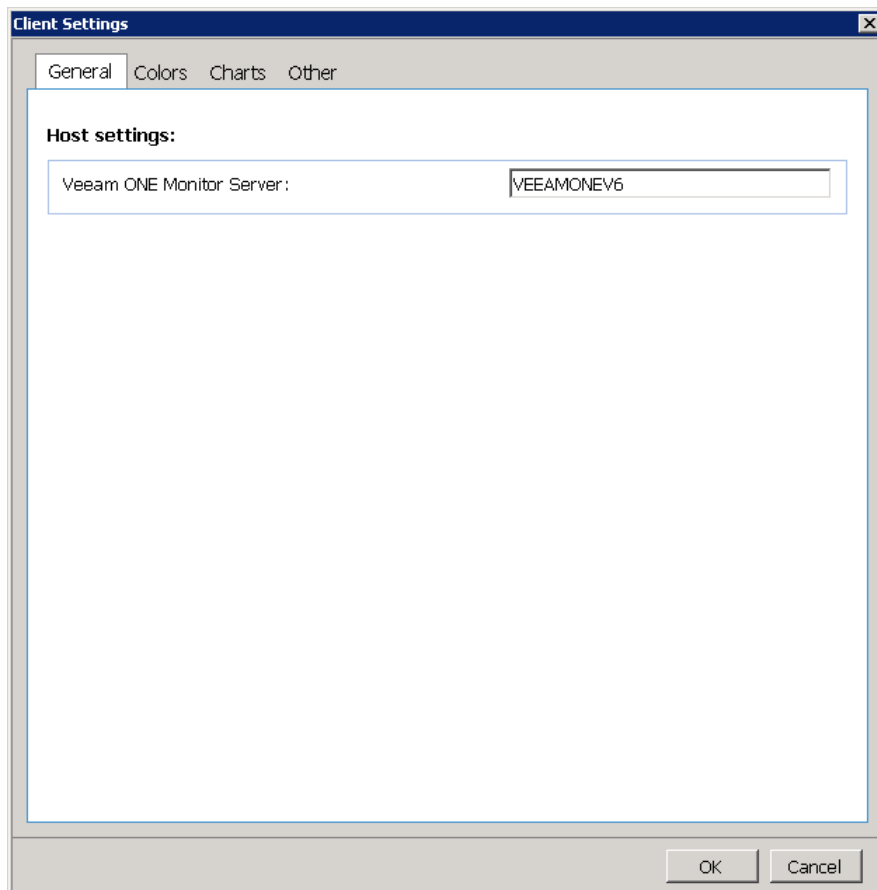 Client Settings
General Colors Charts Other
Host settings:
Veeam ONE Monitor Server: VEEAMONEV6
OK Cancel